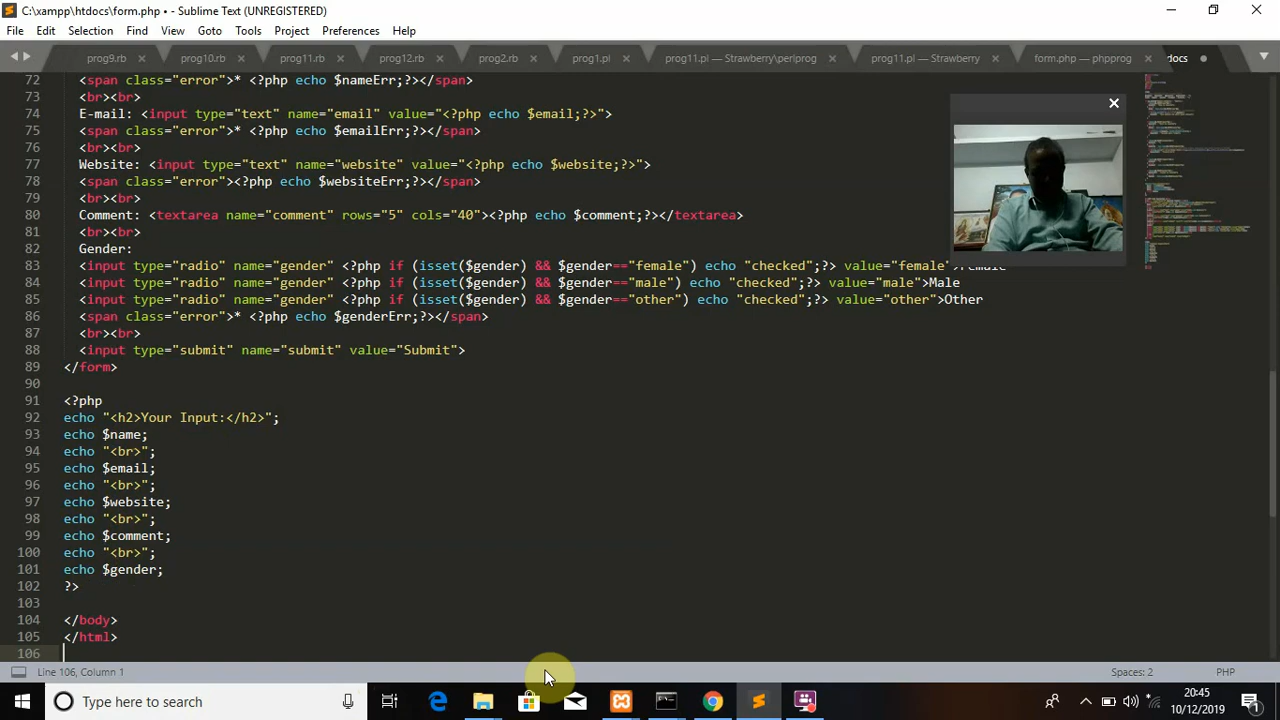 C:\xampp\htdocs\form.php • - Sublime Text (UNREGISTERED)
File Edit Selection Find View Goto Tools Project Preferences Help
prog9.rb prog10.rb prog11.rb prog12.rb prog2.rb prog1.pl prog11.pl — Strawberry\perlprog prog11.pl — Strawberry form.php — phpprog docs
72 <span class="error">* <?php echo $nameErr;?></span>
73 <br><br>
74 E-mail: <input type="text" name="email" value="<?php echo $email;?>">
75 <span class="error">* <?php echo $emailErr;?></span>
76 <br><br>
77 Website: <input type="text" name="website" value="<?php echo $website;?>">
78 <span class="error"><?php echo $websiteErr;?></span>
79 <br><br>
80 Comment: <textarea name="comment" rows="5" cols="40"><?php echo $comment;?></textarea>
81 <br><br>
82 Gender:
83 <input type="radio" name="gender" <?php if (isset($gender) && $gender=="female") echo "checked";?> value="female">Female
84 <input type="radio" name="gender" <?php if (isset($gender) && $gender=="male") echo "checked";?> value="male">Male
85 <input type="radio" name="gender" <?php if (isset($gender) && $gender=="other") echo "checked";?> value="other">Other
86 <span class="error">* <?php echo $genderErr;?></span>
87 <br><br>
88 <input type="submit" name="submit" value="Submit">
89 </form>
90
91 <?php
92 echo "<h2>Your Input:</h2>";
93 echo $name;
94 echo "<br>";
95 echo $email;
96 echo "<br>";
97 echo $website;
98 echo "<br>";
99 echo $comment;
100 echo "<br>";
101 echo $gender;
102 ?>
103
104 </body>
105 </html>
106
Line 106, Column 1 Spaces: 2 PHP
Type here to search
20:45
10/12/2019
1